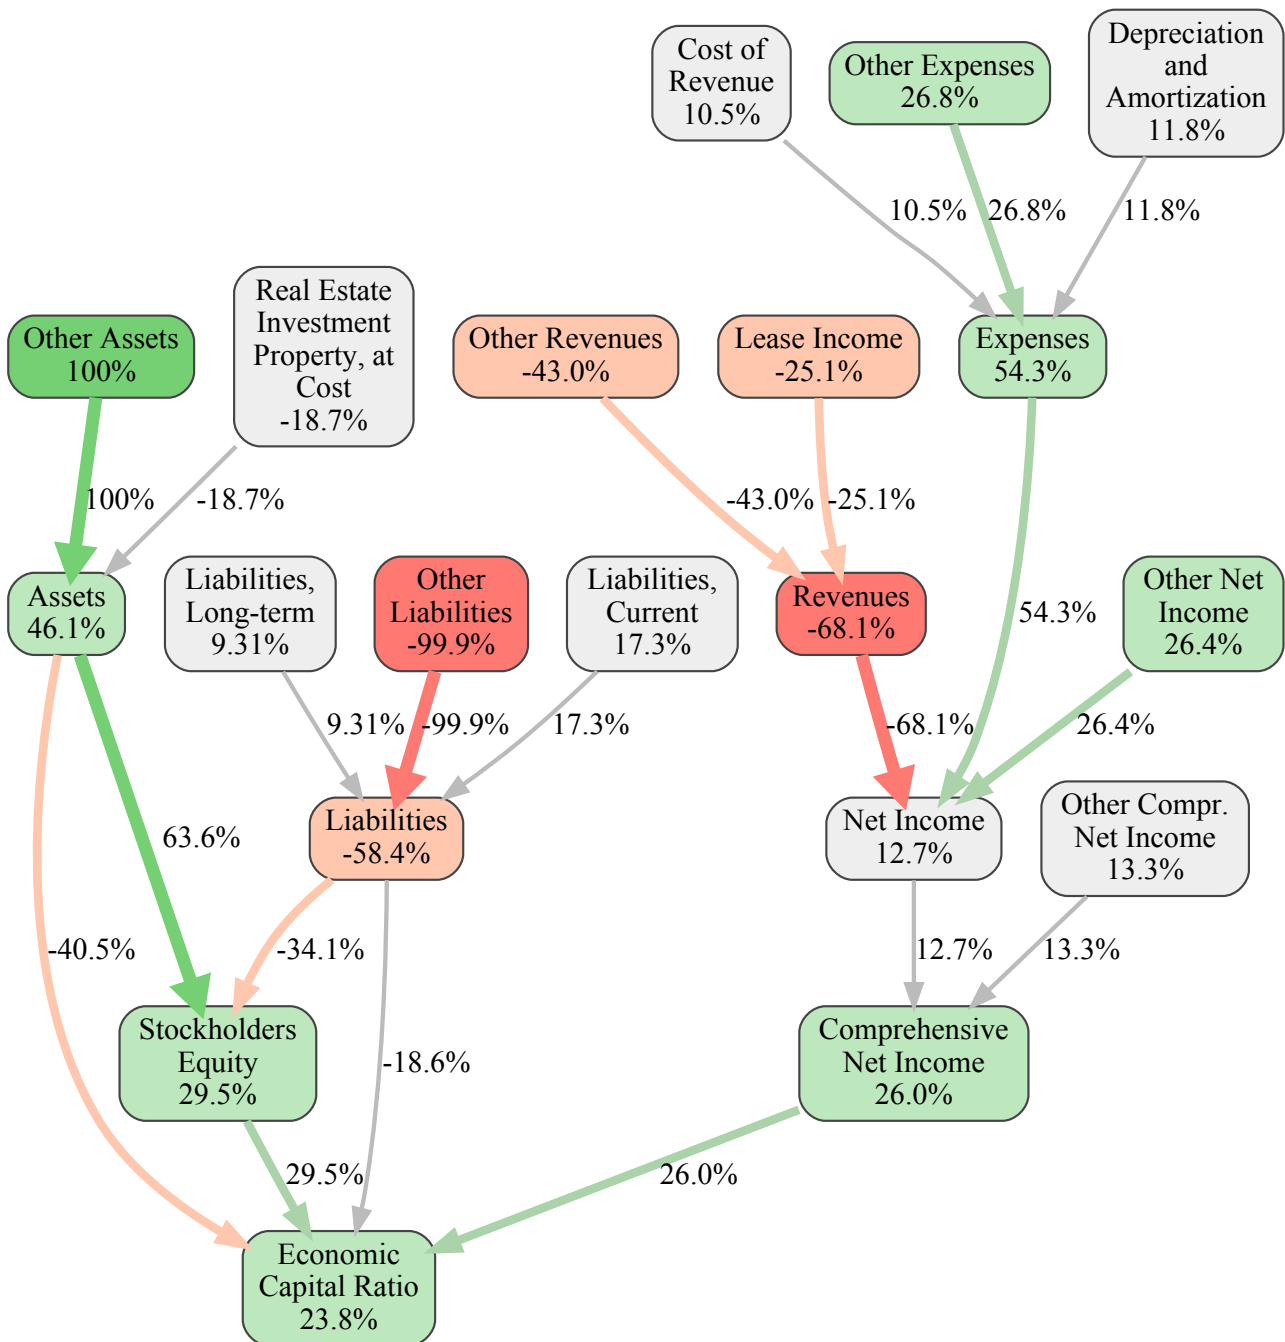 Cost of
Revenue
10.5%
Other Expenses
26.8%
Depreciation
and
Amortization
11.8%
10.5%
26.8%
11.8%
Other Assets
100%
Real Estate
Investment
Property, at
Cost
-18.7%
Other Revenues
-43.0%
Lease Income
-25.1%
Expenses
54.3%
100%
-18.7%
-43.0%
-25.1%
Assets
46.1%
Liabilities,
Long-term
9.31%
Other
Liabilities
-99.9%
Liabilities,
Current
17.3%
Revenues
-68.1%
54.3%
Other Net
Income
26.4%
9.31%
-99.9%
17.3%
-68.1%
26.4%
63.6%
Liabilities
-58.4%
Net Income
12.7%
Other Compr.
Net Income
13.3%
-40.5%
-34.1%
12.7%
13.3%
Stockholders
Equity
29.5%
-18.6%
Comprehensive
Net Income
26.0%
29.5%
26.0%
Economic
Capital Ratio
23.8%